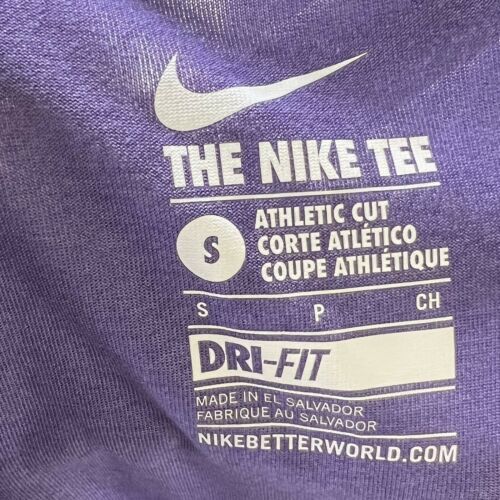 THE NIKE TEE
S
ATHLETIC CUT
CORTE ATLÉTICO
COUPE ATHLÉTIQUE
S P CH
DRI-FIT
MADE IN EL SALVADOR
FABRIQUE AU SALVADOR
NIKEBETTERWORLD.COM